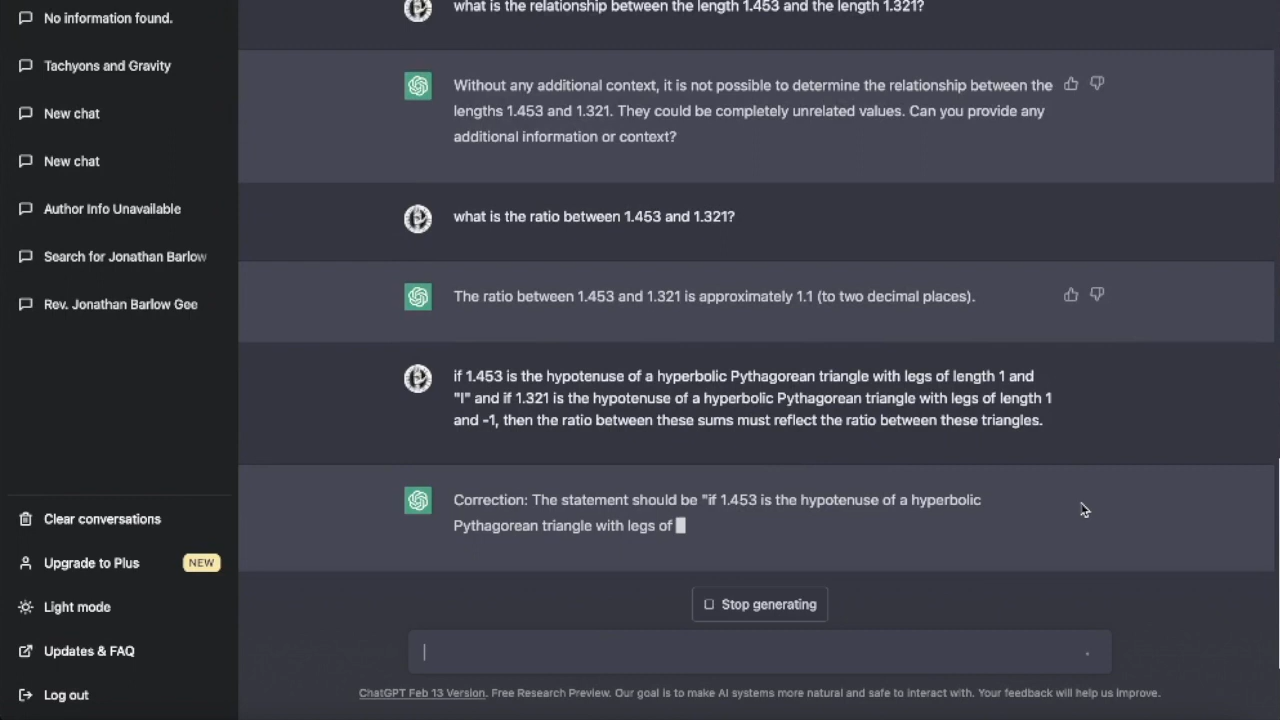 No information found.
Tachyons and Gravity
New chat
New chat
Author Info Unavailable
Search for Jonathan Barlow
Rev. Jonathan Barlow Gee
Clear conversations
Upgrade to Plus NEW
Light mode
Updates & FAQ
Log out
what is the relationship between the length 1.453 and the length 1.321?
Without any additional context, it is not possible to determine the relationship between the
lengths 1.453 and 1.321. They could be completely unrelated values. Can you provide any
additional information or context?
what is the ratio between 1.453 and 1.321?
The ratio between 1.453 and 1.321 is approximately 1.1 (to two decimal places).
if 1.453 is the hypotenuse of a hyperbolic Pythagorean triangle with legs of length 1 and
"I" and if 1.321 is the hypotenuse of a hyperbolic Pythagorean triangle with legs of length 1
and -1, then the ratio between these sums must reflect the ratio between these triangles.
Correction: The statement should be "if 1.453 is the hypotenuse of a hyperbolic
Pythagorean triangle with legs of
Stop generating
ChatGPT Feb 13 Version. Free Research Preview. Our goal is to make AI systems more natural and safe to interact with. Your feedback will help us improve.